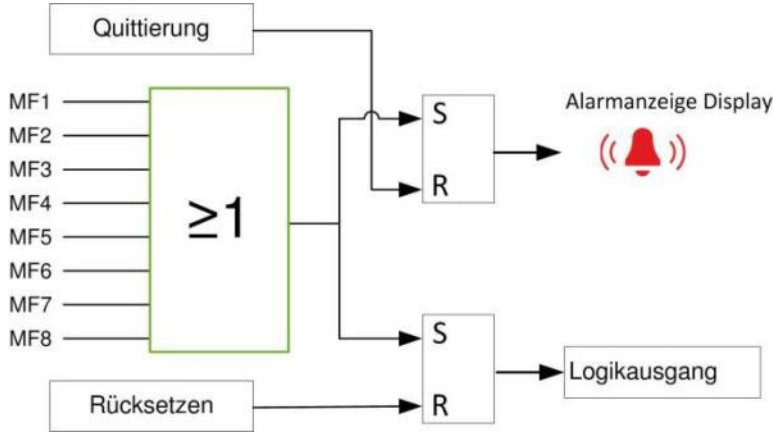 Quittierung
MF1
MF2
MF3
MF4
MF5
MF6
MF7
MF8
≥1
S
R
Alarmanzeige Display
S
R
Logikausgang
Rücksetzen